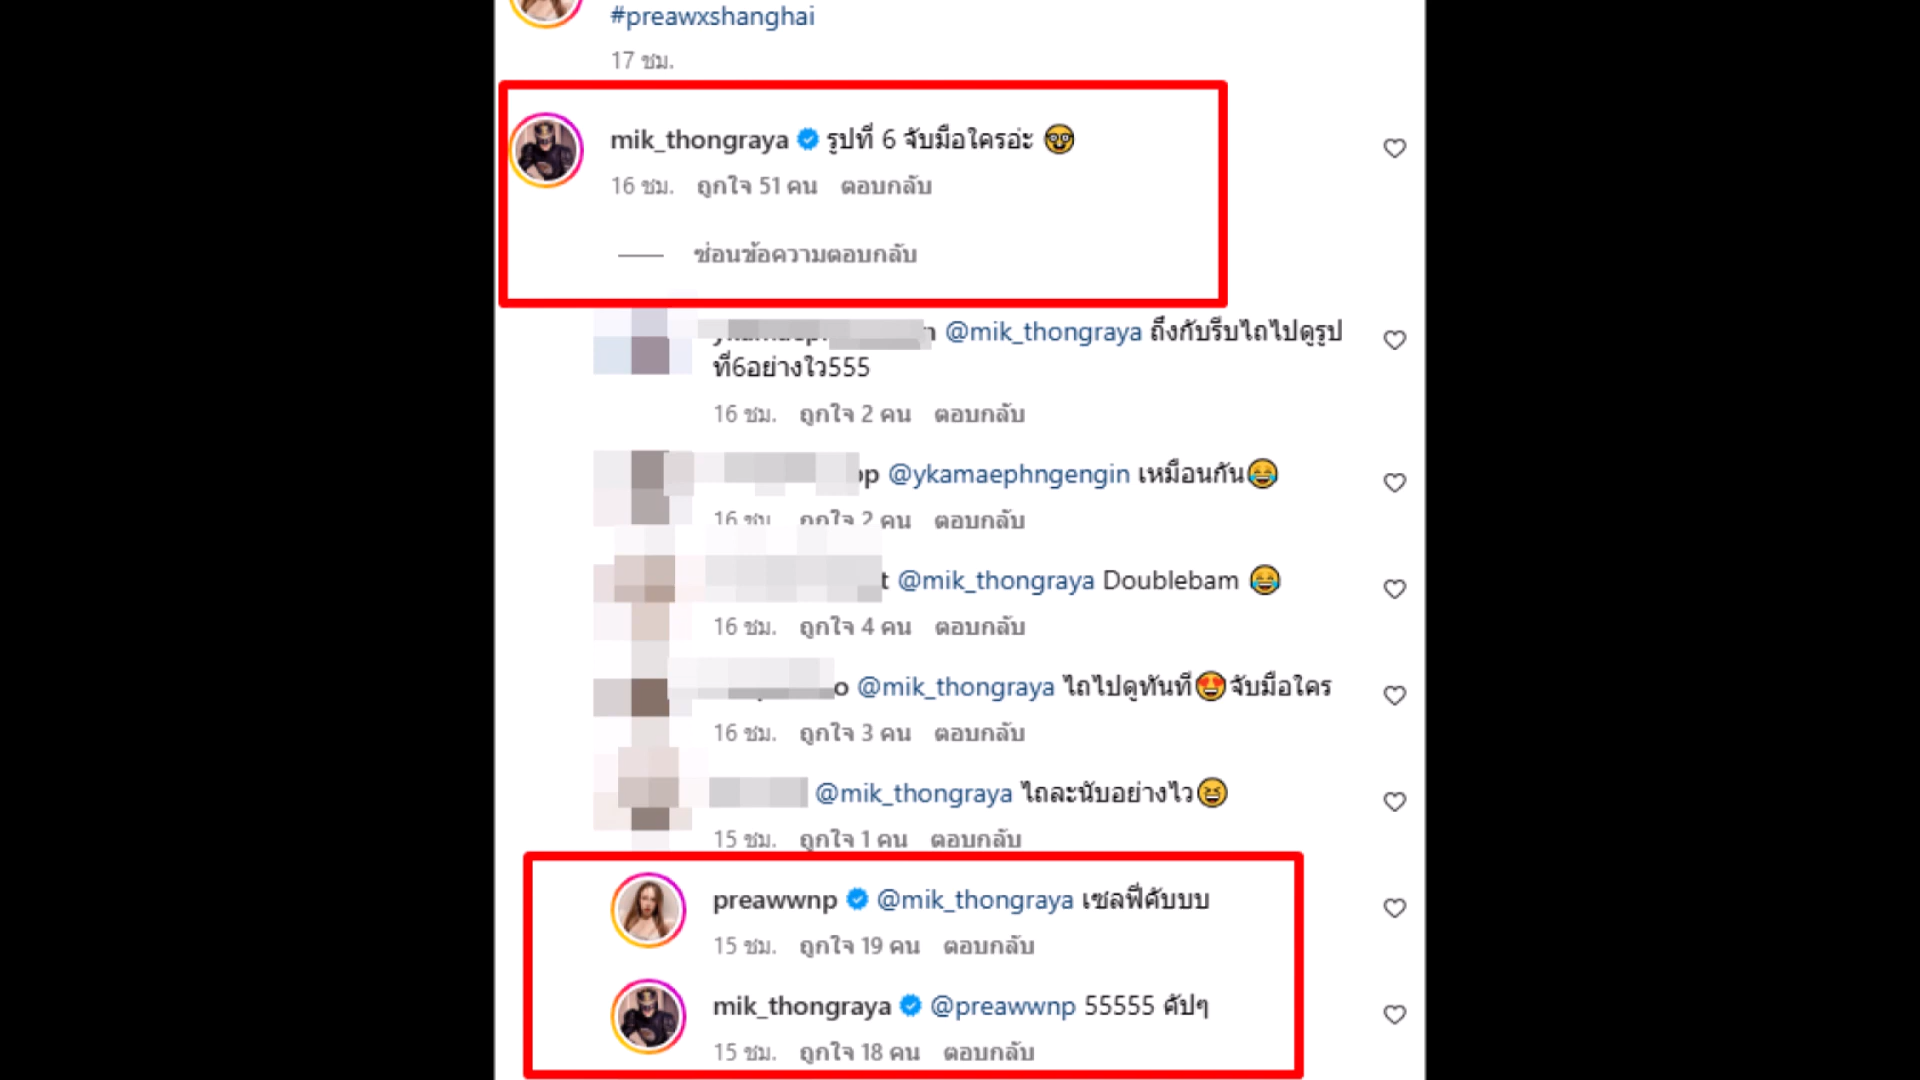 #preawxshanghai
17 ชม.
mik_thongraya รูปที่ 6 จับมือใครอ่ะ
16 ชม. ถูกใจ 51 คน ตอบกลับ
ซ่อนข้อความตอบกลับ
@mik_thongraya ถึงกับรีบไถไปดูรูป
ที่6อย่างใว555
16 ชม. ถูกใจ 2 คน ตอบกลับ
@ykamaephngengin เหมือนกัน
16 ชม. ถูกใจ 2 คน ตอบกลับ
@mik_thongraya Doublebam
16 ชม. ถูกใจ 4 คน ตอบกลับ
@mik_thongraya ไถไปดูทันที จับมือใคร
16 ชม. ถูกใจ 3 คน ตอบกลับ
@mik_thongraya ไถละนับอย่างไว
15 ชม. ถูกใจ 1 คน ตอบกลับ
preawwnp @mik_thongraya เซลฟี่คับบบ
15 ชม. ถูกใจ 19 คน ตอบกลับ
mik_thongraya @preawwnp 55555 คัปๆ
15 ชม. ถูกใจ 18 คน ตอบกลับ